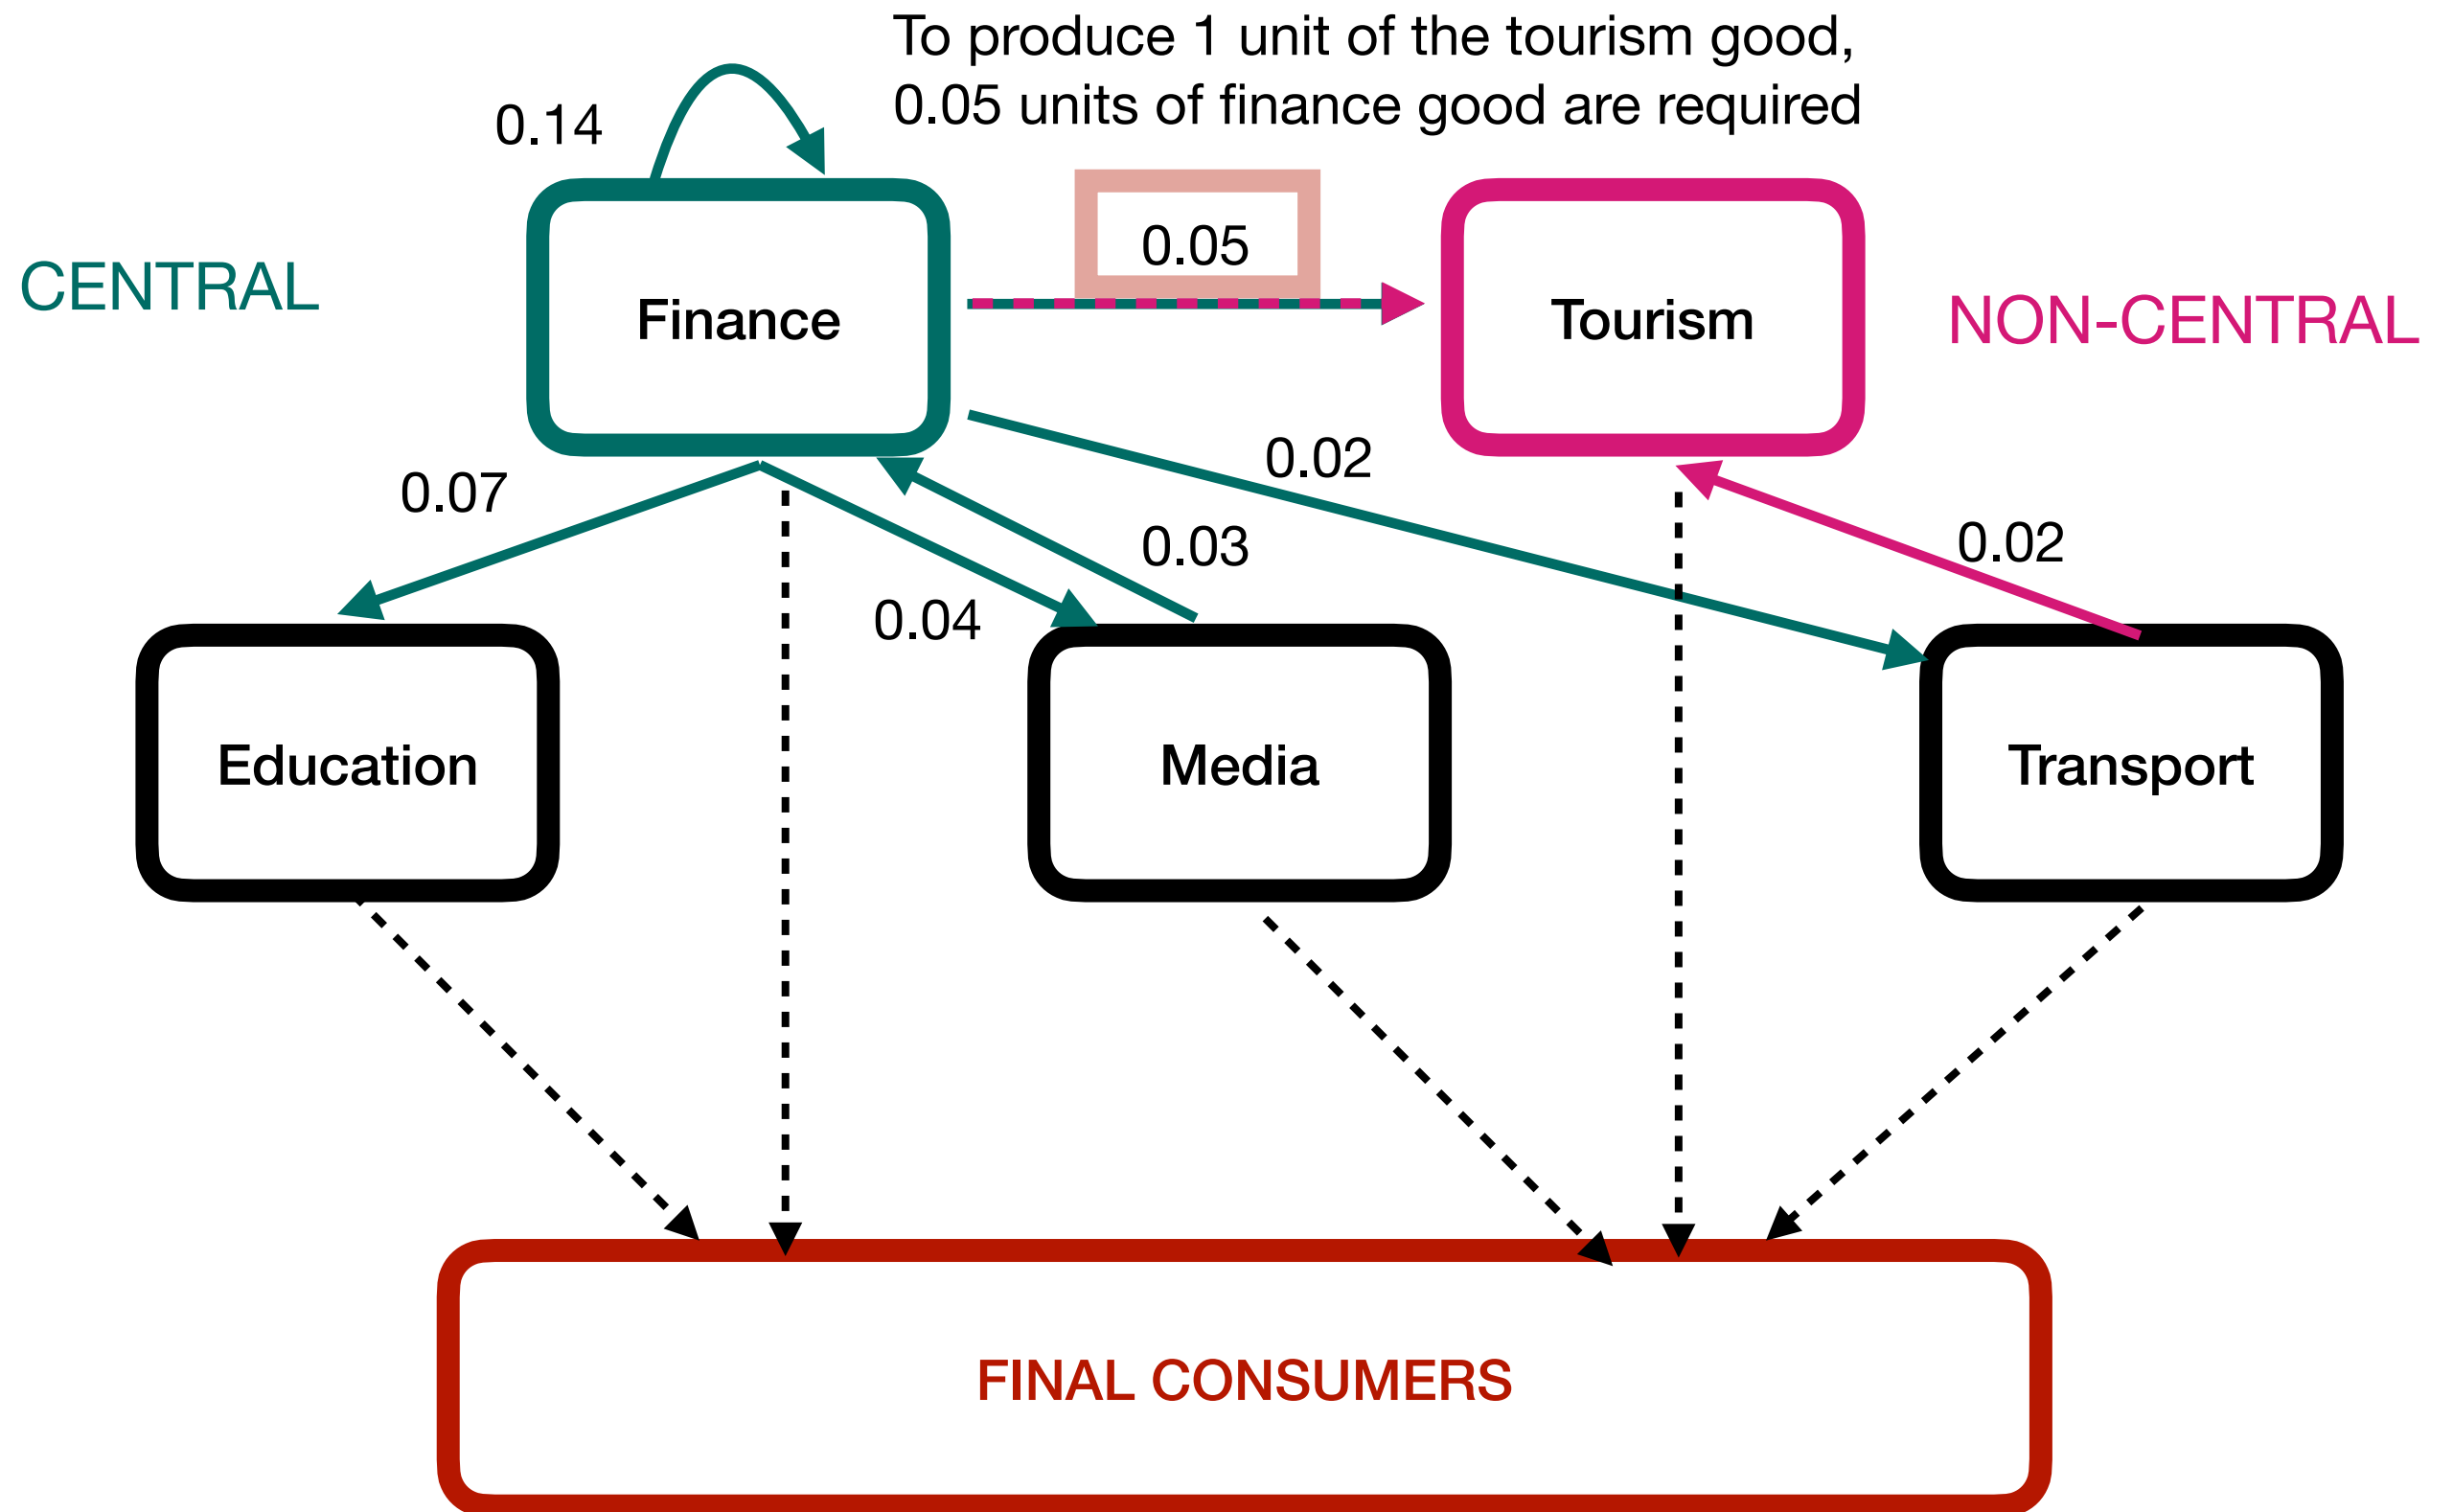 To produce 1 unit of the tourism good,
0.05 units of finance good are required
0.14
0.05
CENTRAL
Finance
Tourism
NON-CENTRAL
0.02
0.07
0.03
0.02
0.04
Education
Media
Transport
FINAL CONSUMERS